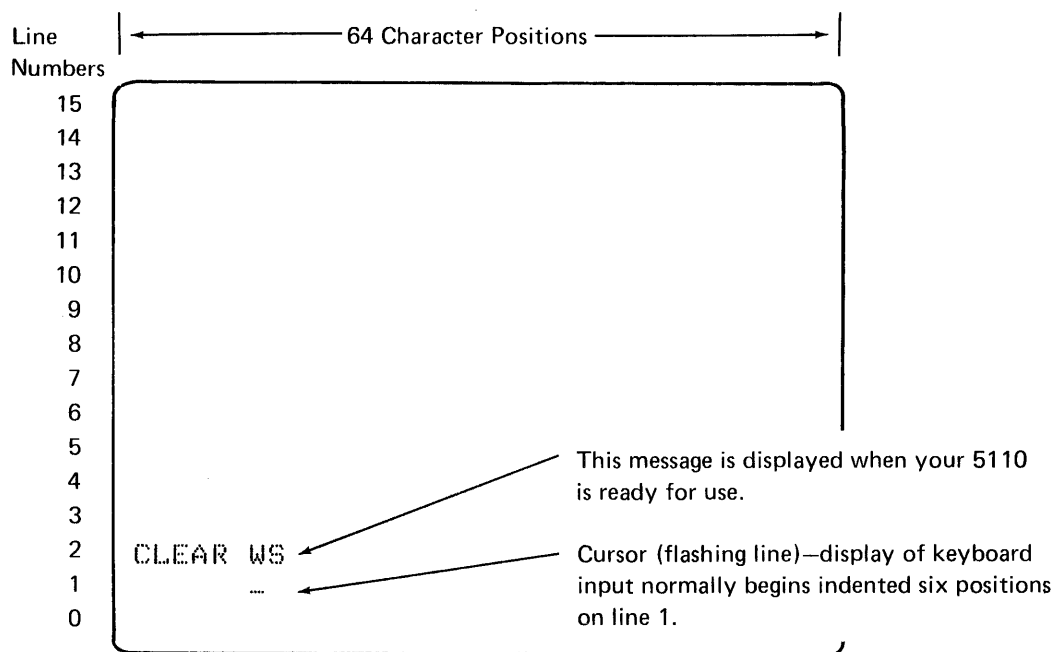 Line
Numbers
64 Character Positions
15
14
13
12
11
10
9
8
7
6
5
4
3
2
1
0
This message is displayed when your 5110
is ready for use.
CLEAR WS
Cursor (flashing line)—display of keyboard
input normally begins indented six positions
on line 1.